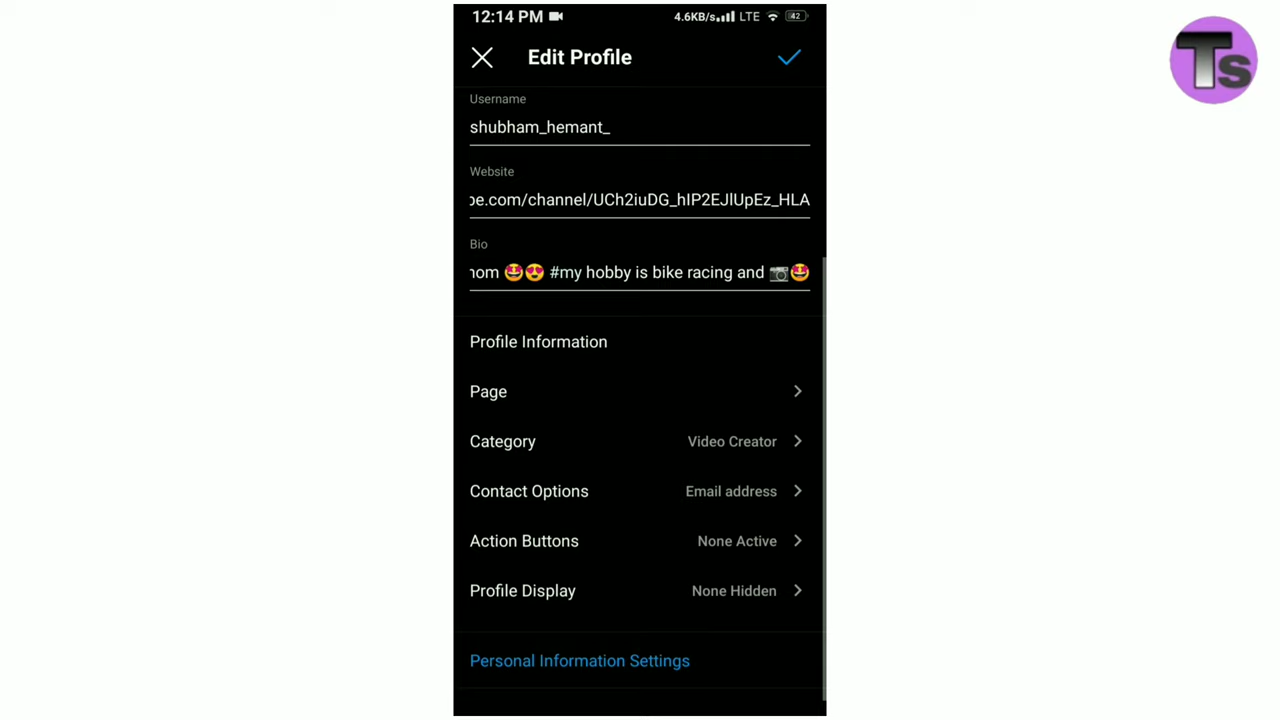 12:14 PM 4.6KB/s LTE 42
Edit Profile
Ts
Username
shubham_hemant_
Website
be.com/channel/UCh2iuDG_hIP2EJlUpEz_HLA
Bio
nom 🤩😍 #my hobby is bike racing and 📷🤩
Profile Information
Page
Category Video Creator
Contact Options Email address
Action Buttons None Active
Profile Display None Hidden
Personal Information Settings